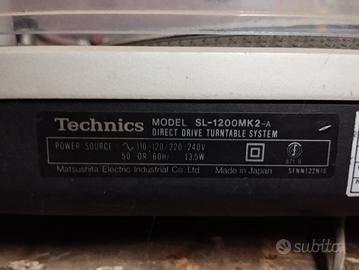 Technics MODEL SL-1200MK2-A
DIRECT DRIVE TURNTABLE SYSTEM
POWER SOURCE : ∿ 110-120/220-240V
50 OR 60Hz 13.5W
Matsushita Electric Industrial Co.,Ltd. Made in Japan SFNN122N16
subito